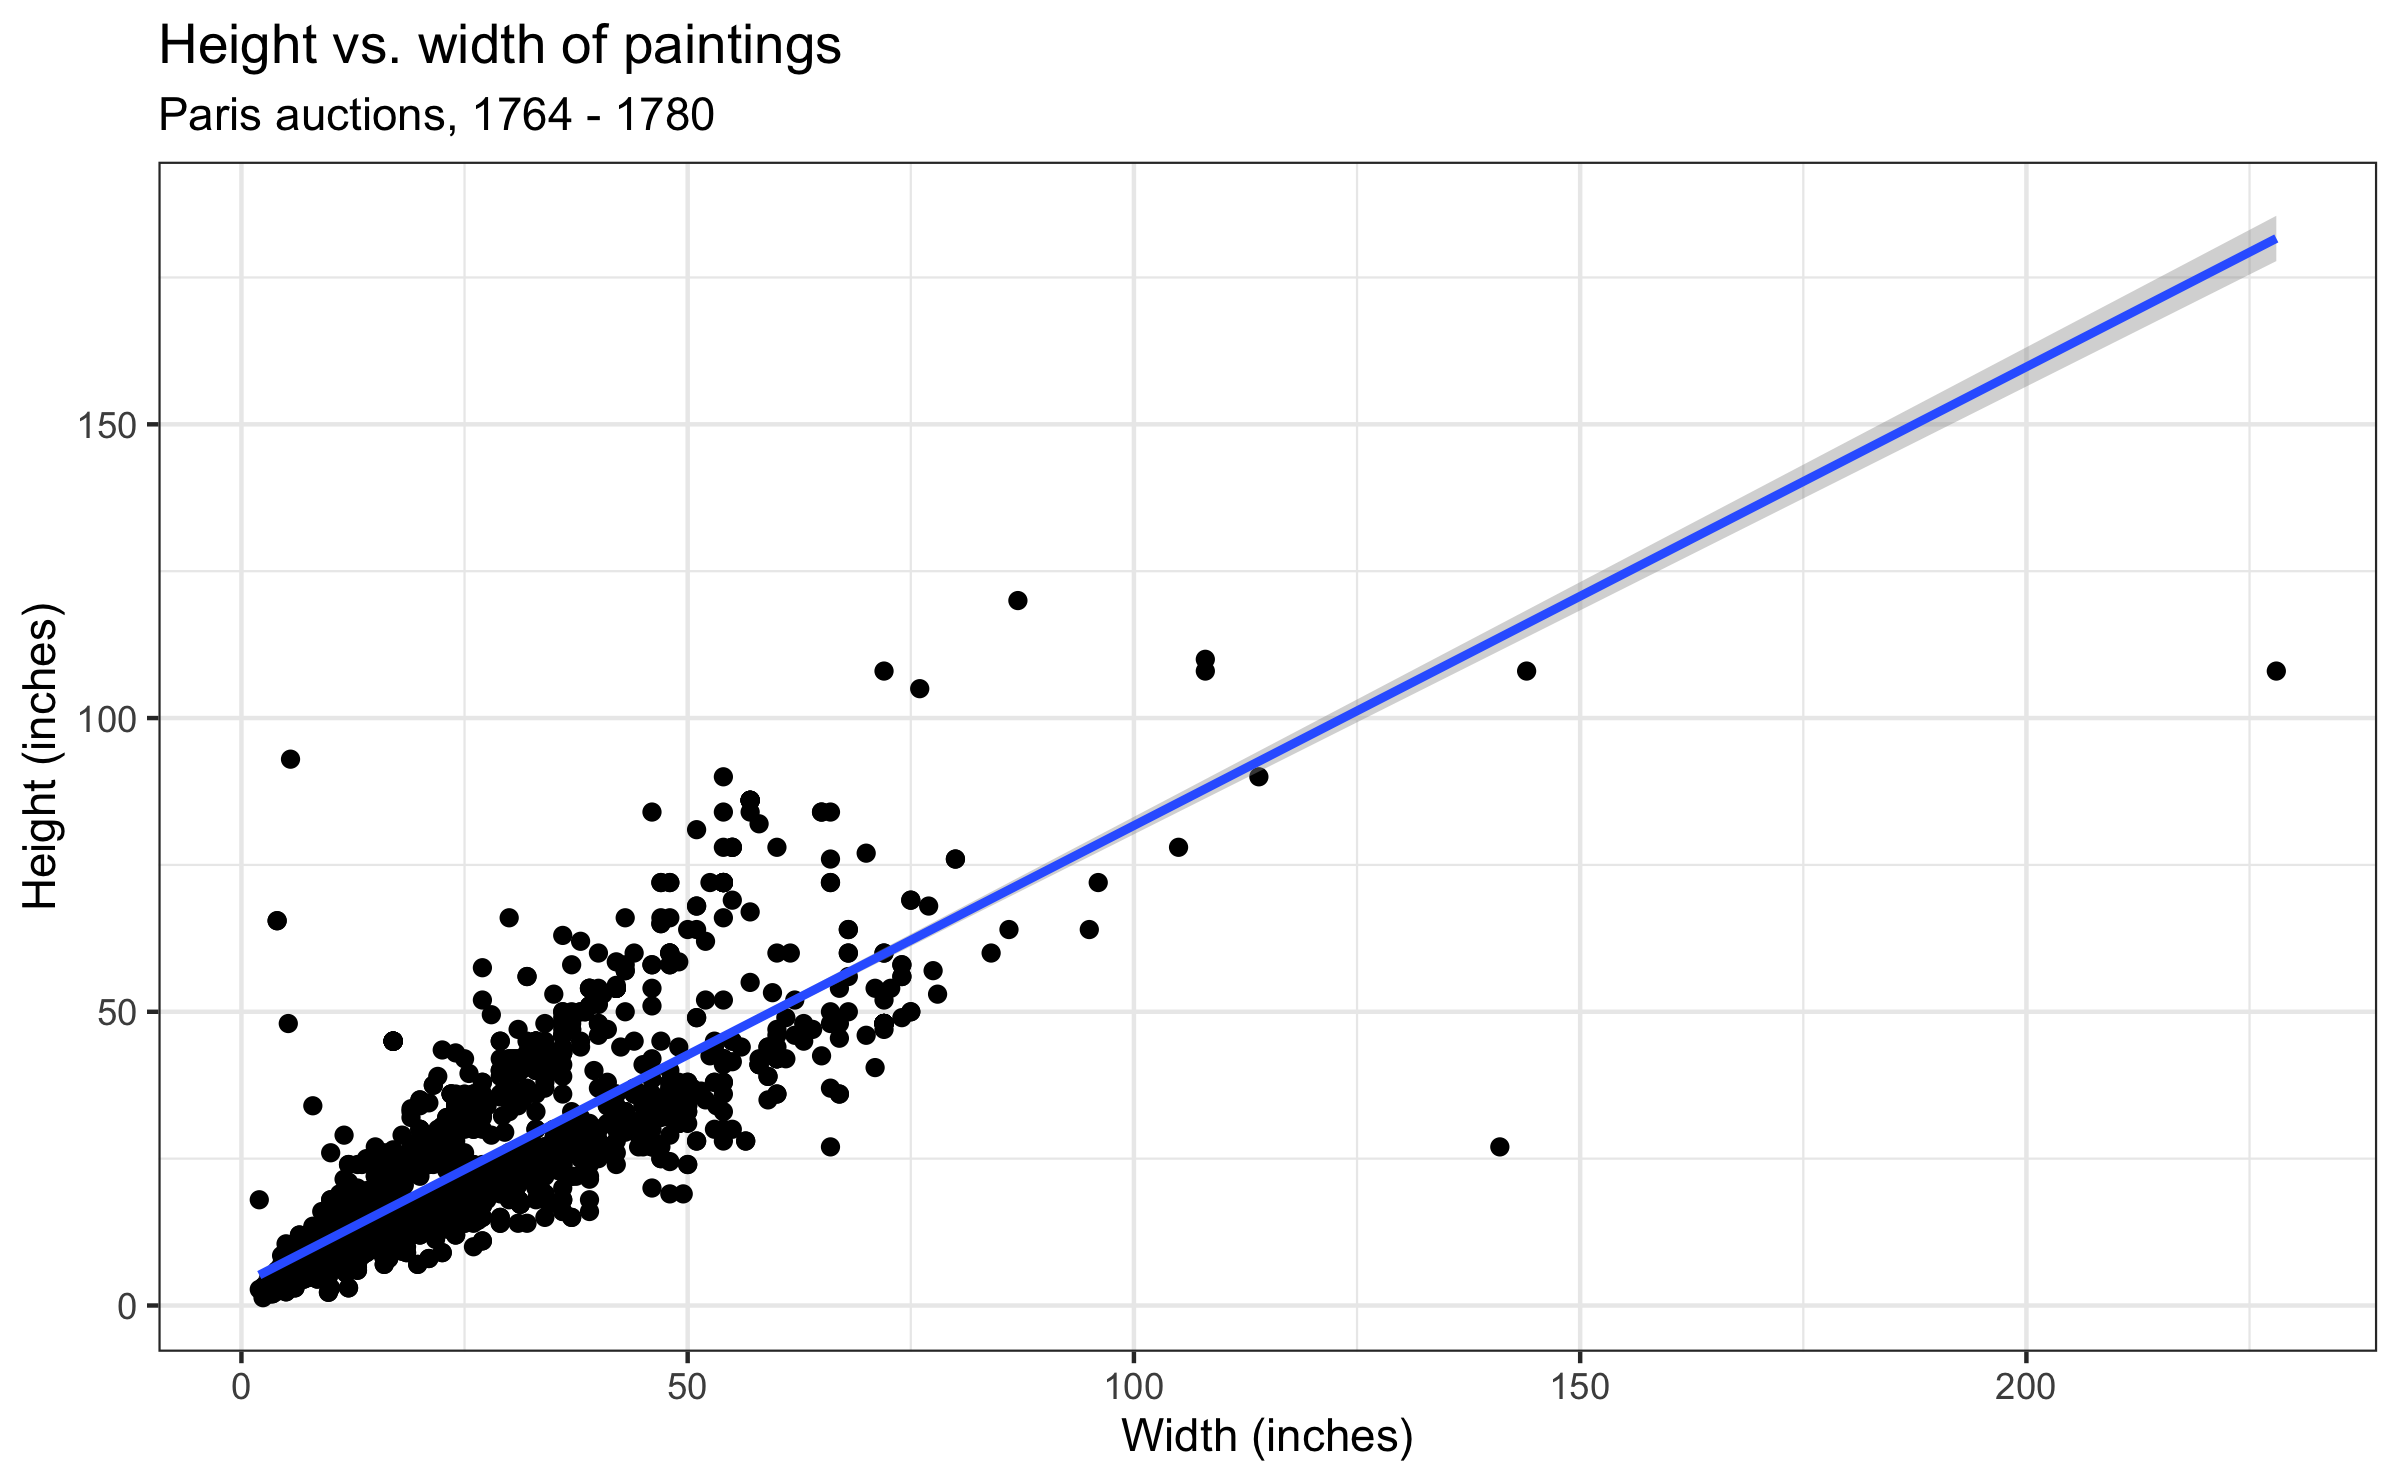 Height vs. width of paintings
Paris auctions, 1764 - 1780
Height (inches)
150
100
50
0
0 50 100 150 200
Width (inches)